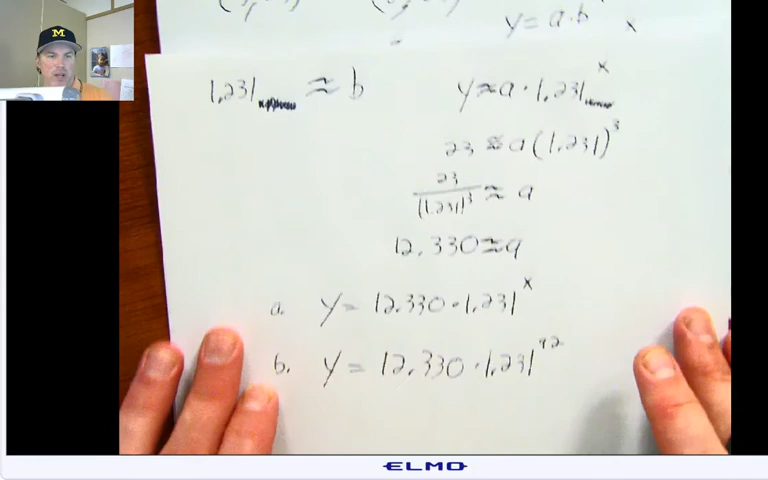 y = a·b x
1.231 ≈ b
y ≈ a · 1.231^x
23 ≈ a(1.231)^3
23/(1.231)^3 ≈ a
12.330 ≈ a
a. y = 12.330 · 1.231^x
b. y = 12.330 · 1.231^42
M
ELMO